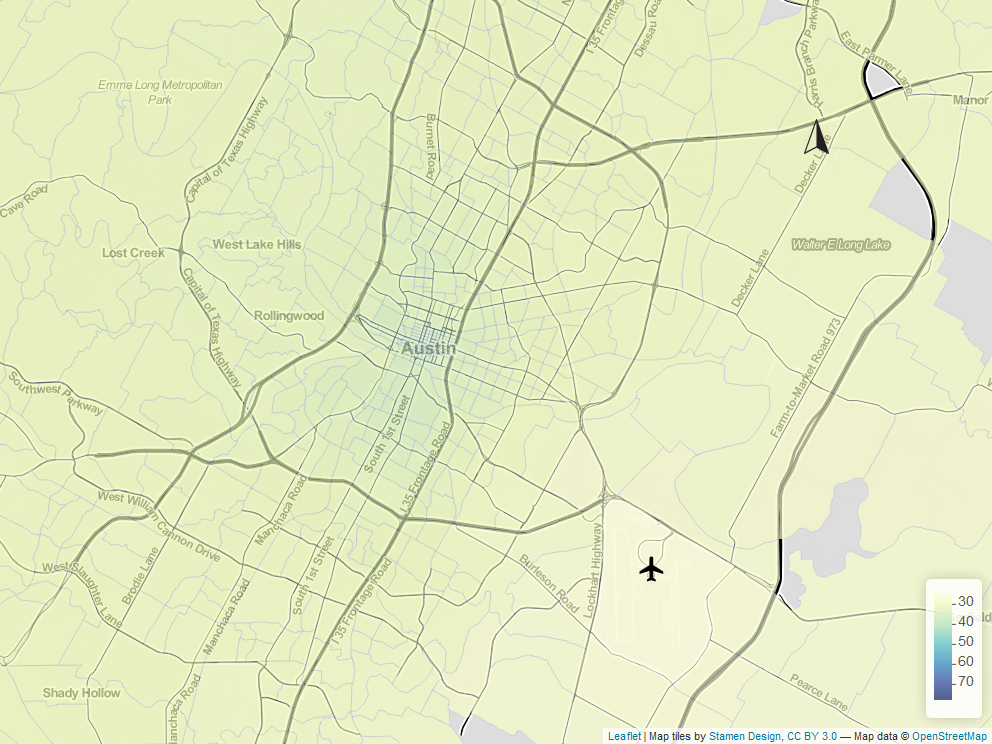 I 35 Frontage
Dessau Road
Harris Branch Parkway
East Parmer Lane
Manor
Emma Long Metropolitan
Park
Capital of Texas Highway
Burnet Road
Decker Lane
Cave Road
Lost Creek
West Lake Hills
Walter E Long Lake
Decker Lane
Capital of Texas Highway
Rollingwood
Austin
Farm-to-Market Road 973
Southwest Parkway
South 1st Street
I 35 Frontage Road
West William Cannon Drive
Manchaca Road
Lockhart Highway
West Slaughter Lane
Brodie Lane
South 1st Street
I 35 Frontage Road
Burleson Road
Manchaca Road
30
40
50
60
70
Shady Hollow
Manchaca Road
Pearce Lane
Leaflet | Map tiles by Stamen Design, CC BY 3.0 — Map data © OpenStreetMap